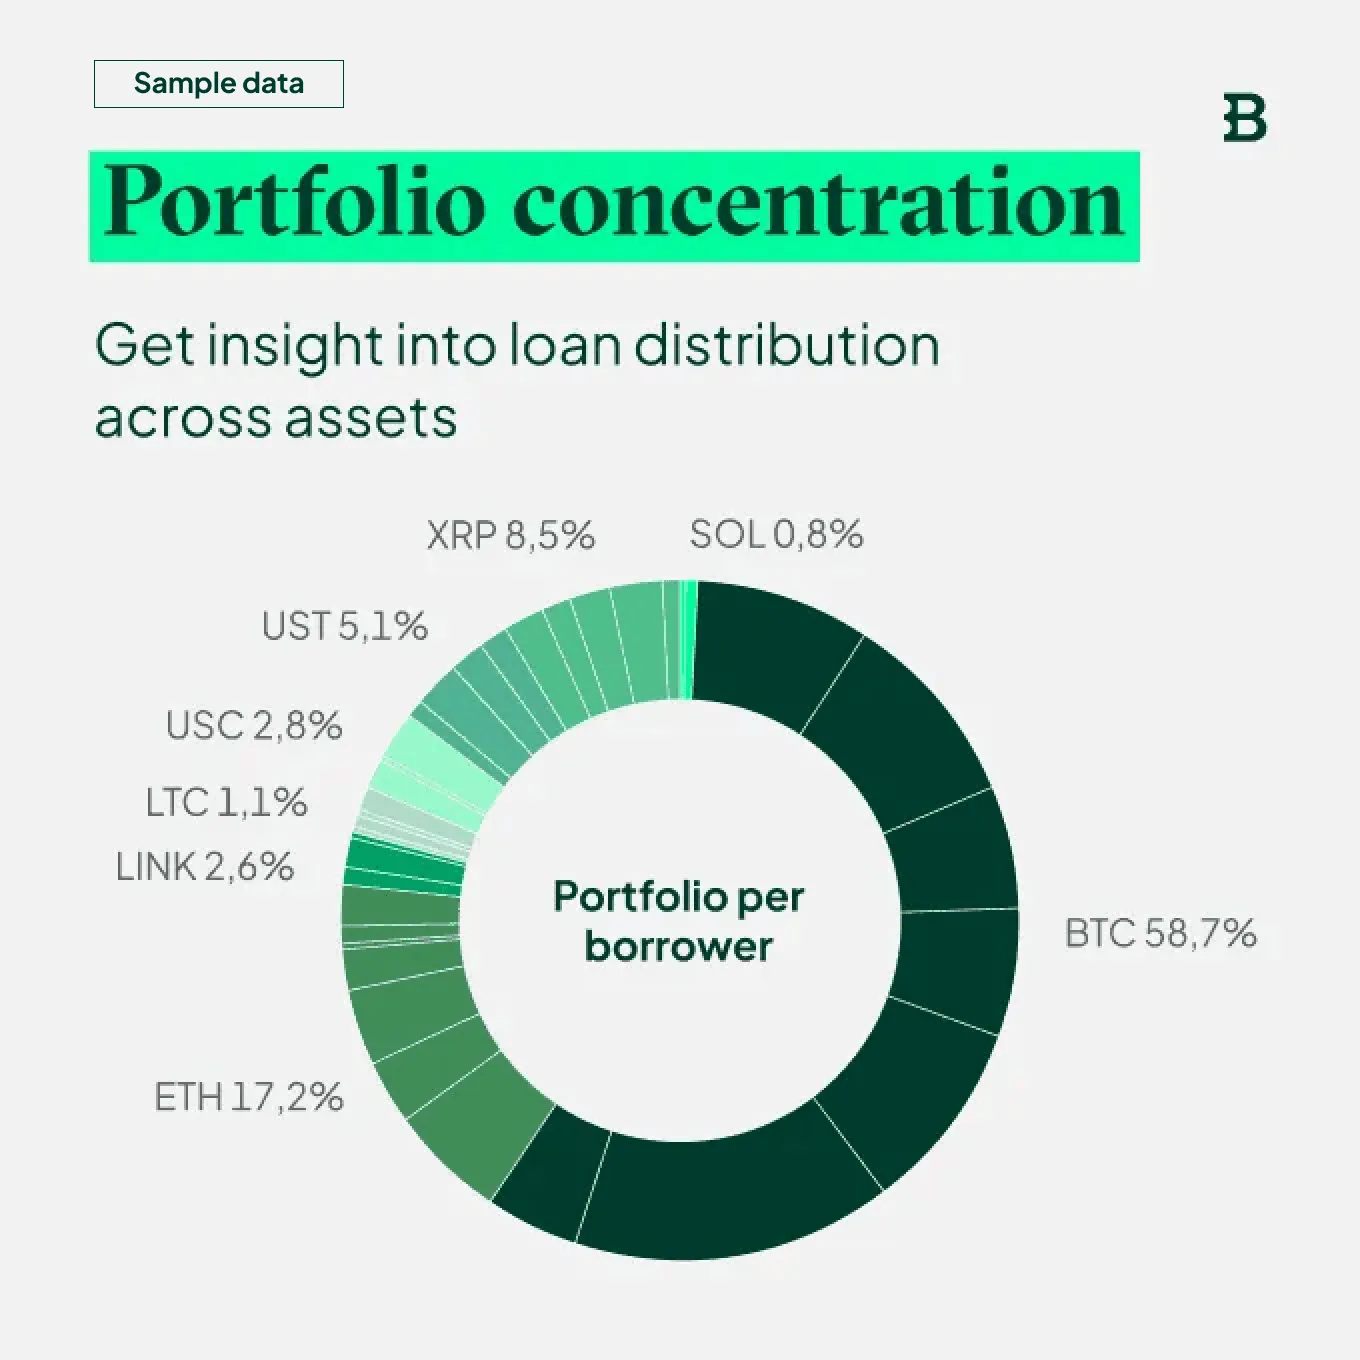 Sample data
B
Portfolio concentration
Get insight into loan distribution
across assets
XRP 8,5%
SOL 0,8%
UST 5,1%
USC 2,8%
LTC 1,1%
LINK 2,6%
Portfolio per
borrower
BTC 58,7%
ETH 17,2%